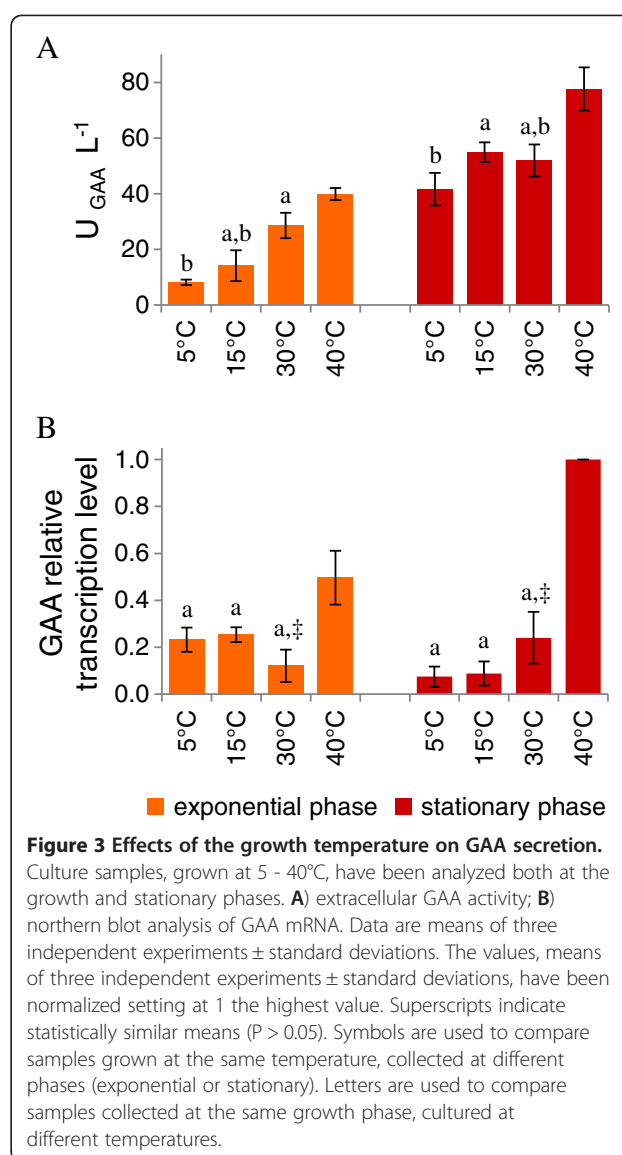 A
U GAA L-1
80
60
40
20
0
b
a,b
a
b
a
a,b
5°C
15°C
30°C
40°C
5°C
15°C
30°C
40°C
B
GAA relative
transcription level
1.0
0.8
0.6
0.4
0.2
0.0
a
a
a,‡
a
a
a,‡
5°C
15°C
30°C
40°C
5°C
15°C
30°C
40°C
exponential phase
stationary phase
Figure 3 Effects of the growth temperature on GAA secretion.
Culture samples, grown at 5 - 40°C, have been analyzed both at the
growth and stationary phases. A) extracellular GAA activity; B)
northern blot analysis of GAA mRNA. Data are means of three
independent experiments ± standard deviations. The values, means
of three independent experiments ± standard deviations, have been
normalized setting at 1 the highest value. Superscripts indicate
statistically similar means (P > 0.05). Symbols are used to compare
samples grown at the same temperature, collected at different
phases (exponential or stationary). Letters are used to compare
samples collected at the same growth phase, cultured at
different temperatures.